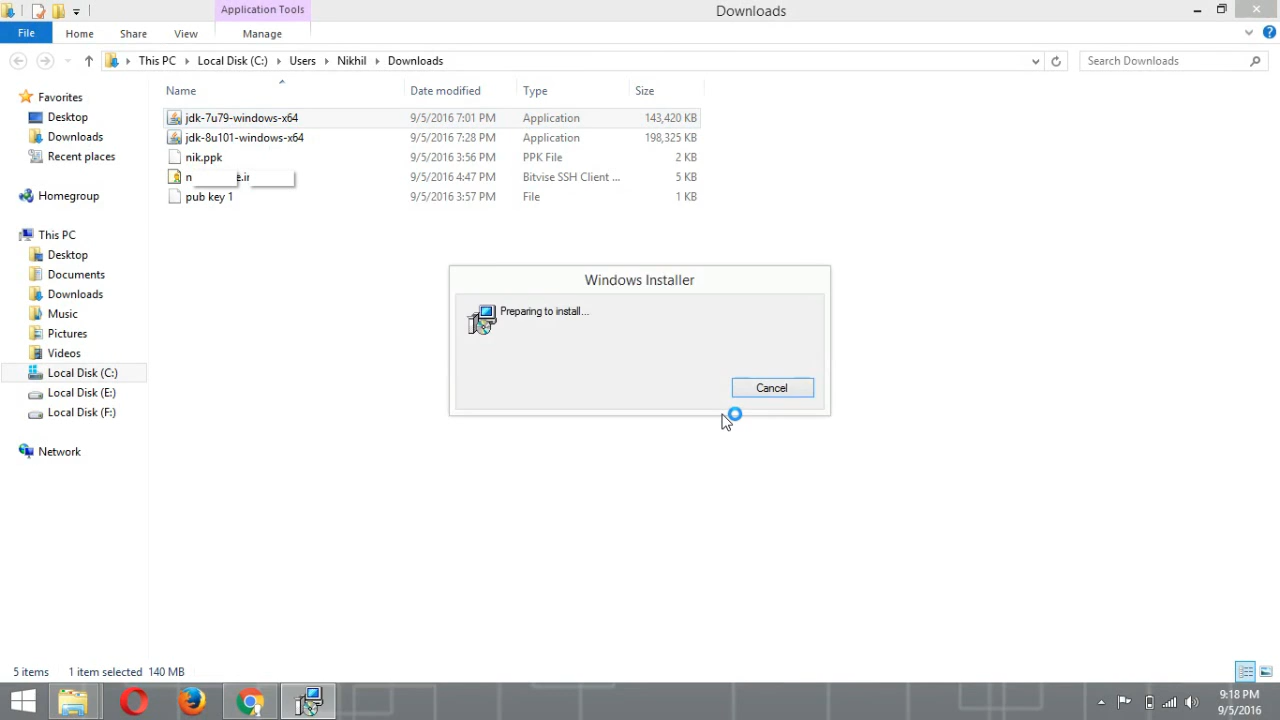 Application Tools
Downloads
File
Home
Share
View
Manage
This PC
Local Disk (C:)
Users
Nikhil
Downloads
Search Downloads
Name
Date modified
Type
Size
Favorites
Desktop
Downloads
Recent places
Homegroup
This PC
Desktop
Documents
Downloads
Music
Pictures
Videos
Local Disk (C:)
Local Disk (E:)
Local Disk (F:)
Network
jdk-7u79-windows-x64 9/5/2016 7:01 PM Application 143,420 KB
jdk-8u101-windows-x64 9/5/2016 7:28 PM Application 198,325 KB
nik.ppk 9/5/2016 3:56 PM PPK File 2 KB
9/5/2016 4:47 PM Bitvise SSH Client ... 5 KB
pub key 1 9/5/2016 3:57 PM File 1 KB
Windows Installer
Preparing to install...
Cancel
5 items 1 item selected 140 MB
9:18 PM
9/5/2016